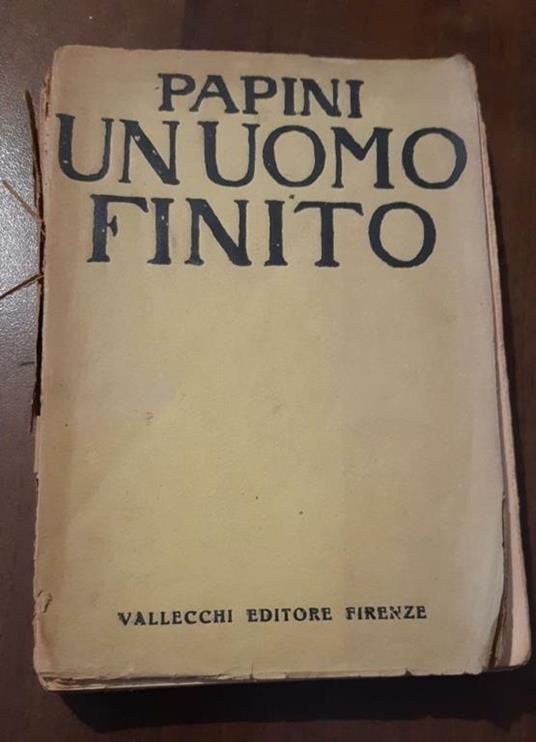 PAPINI
UN UOMO
FINITO
VALLECCHI EDITORE FIRENZE